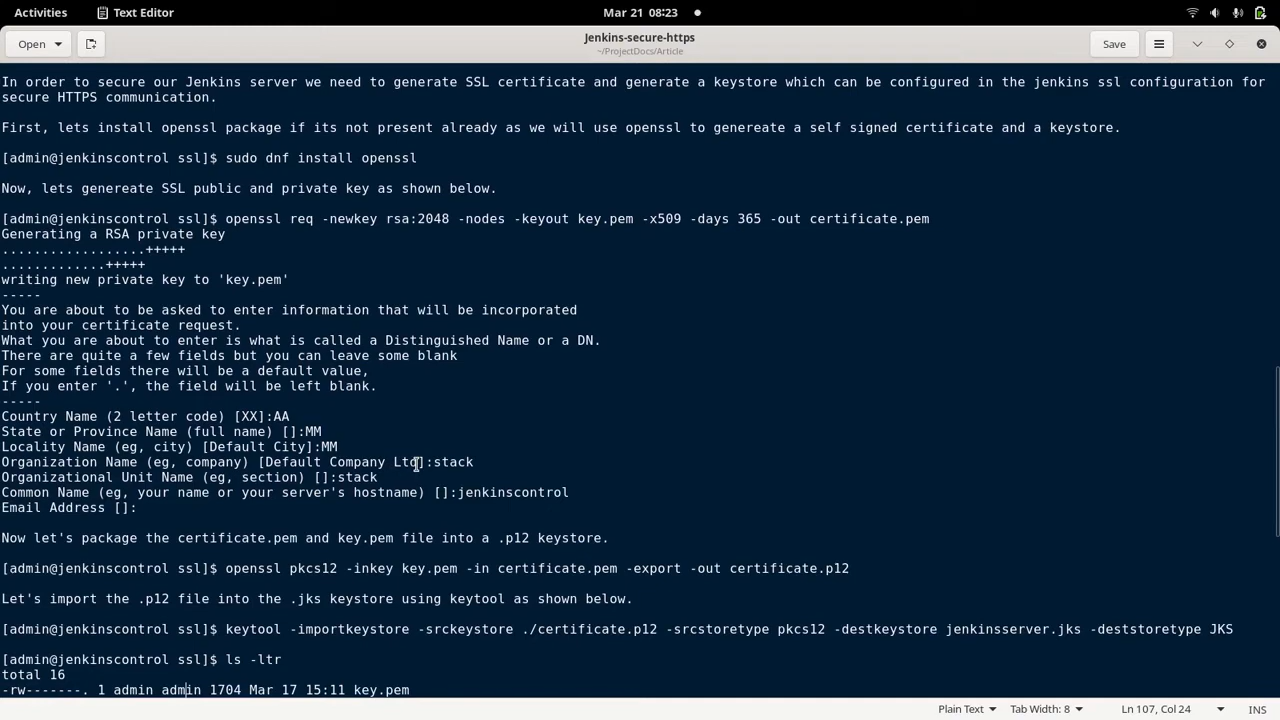 Activities Text Editor Mar 21 08:23
Open Jenkins-secure-https Save
~/ProjectDocs/Article
In order to secure our Jenkins server we need to generate SSL certificate and generate a keystore which can be configured in the jenkins ssl configuration for
secure HTTPS communication.
First, lets install openssl package if its not present already as we will use openssl to genereate a self signed certificate and a keystore.
[admin@jenkinscontrol ssl]$ sudo dnf install openssl
Now, lets genereate SSL public and private key as shown below.
[admin@jenkinscontrol ssl]$ openssl req -newkey rsa:2048 -nodes -keyout key.pem -x509 -days 365 -out certificate.pem
Generating a RSA private key
..................+++++
.............+++++
writing new private key to 'key.pem'
-----
You are about to be asked to enter information that will be incorporated
into your certificate request.
What you are about to enter is what is called a Distinguished Name or a DN.
There are quite a few fields but you can leave some blank
For some fields there will be a default value,
If you enter '.', the field will be left blank.
-----
Country Name (2 letter code) [XX]:AA
State or Province Name (full name) []:MM
Locality Name (eg, city) [Default City]:MM
Organization Name (eg, company) [Default Company Ltd]:stack
Organizational Unit Name (eg, section) []:stack
Common Name (eg, your name or your server's hostname) []:jenkinscontrol
Email Address []:
Now let's package the certificate.pem and key.pem file into a .p12 keystore.
[admin@jenkinscontrol ssl]$ openssl pkcs12 -inkey key.pem -in certificate.pem -export -out certificate.p12
Let's import the .p12 file into the .jks keystore using keytool as shown below.
[admin@jenkinscontrol ssl]$ keytool -importkeystore -srckeystore ./certificate.p12 -srcstoretype pkcs12 -destkeystore jenkinsserver.jks -deststoretype JKS
[admin@jenkinscontrol ssl]$ ls -ltr
total 16
-rw-------. 1 admin admin 1704 Mar 17 15:11 key.pem
Plain Text Tab Width: 8 Ln 107, Col 24 INS